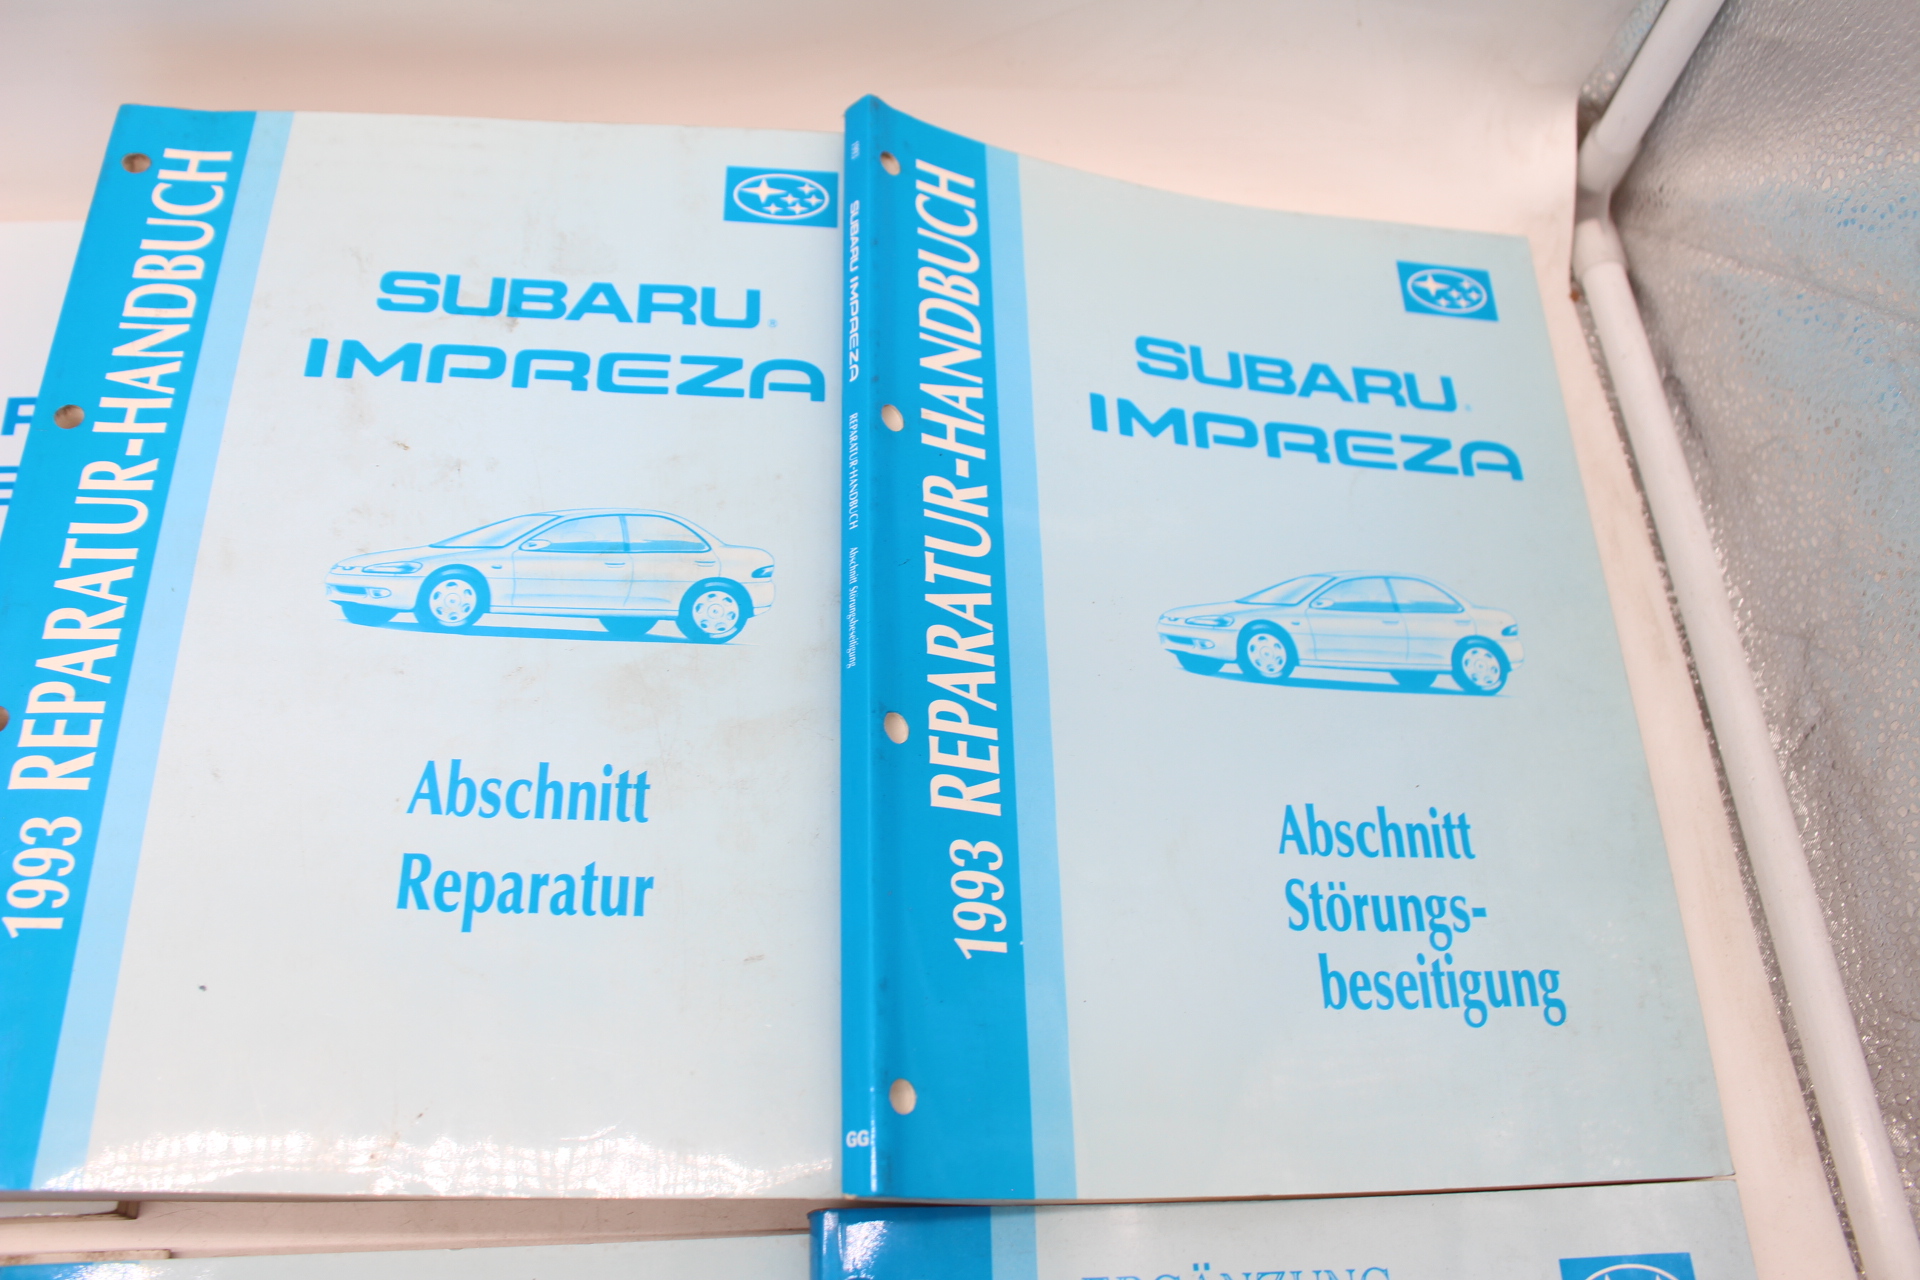 1993 REPARATUR-HANDBUCH
SUBARU
IMPREZA
Abschnitt
Reparatur
SUBARU IMPREZA REPARATUR-HANDBUCH Abschnitt Störungsbeseitigung
GG
1993 REPARATUR-HANDBUCH
SUBARU
IMPREZA
Abschnitt
Störungs-
beseitigung
ERGÄNZUNG